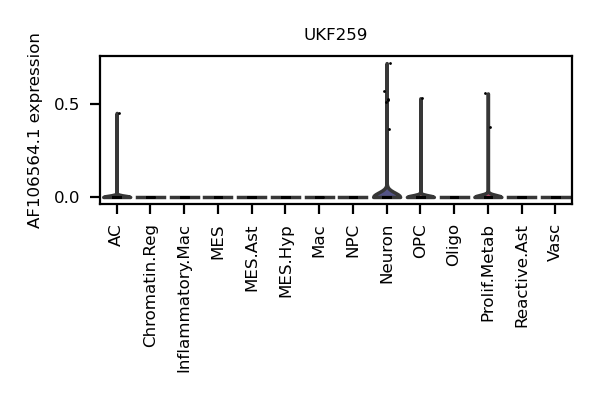 UKF259
AF106564.1 expression
0.5
0.0
AC
Chromatin.Reg
Inflammatory.Mac
MES
MES.Ast
MES.Hyp
Mac
NPC
Neuron
OPC
Oligo
Prolif.Metab
Reactive.Ast
Vasc